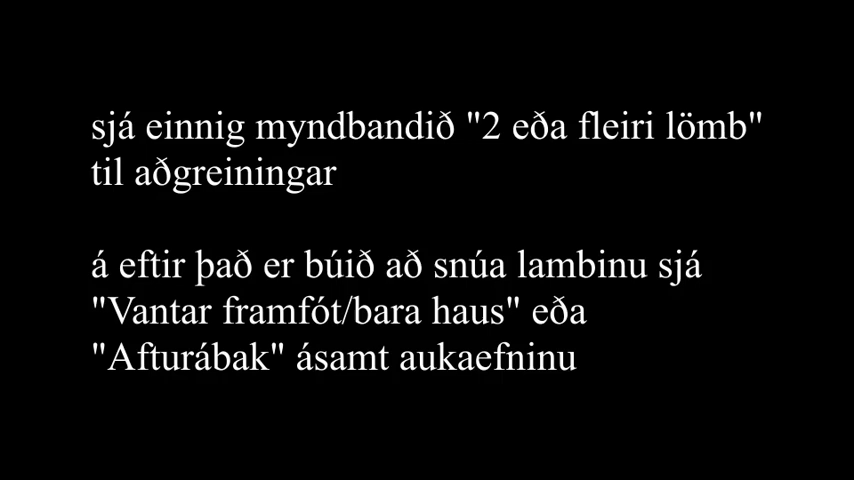 sjá einnig myndbandið "2 eða fleiri lömb"
til aðgreiningar
á eftir það er búið að snúa lambinu sjá
"Vantar framfót/bara haus" eða
"Afturábak" ásamt aukaefninu